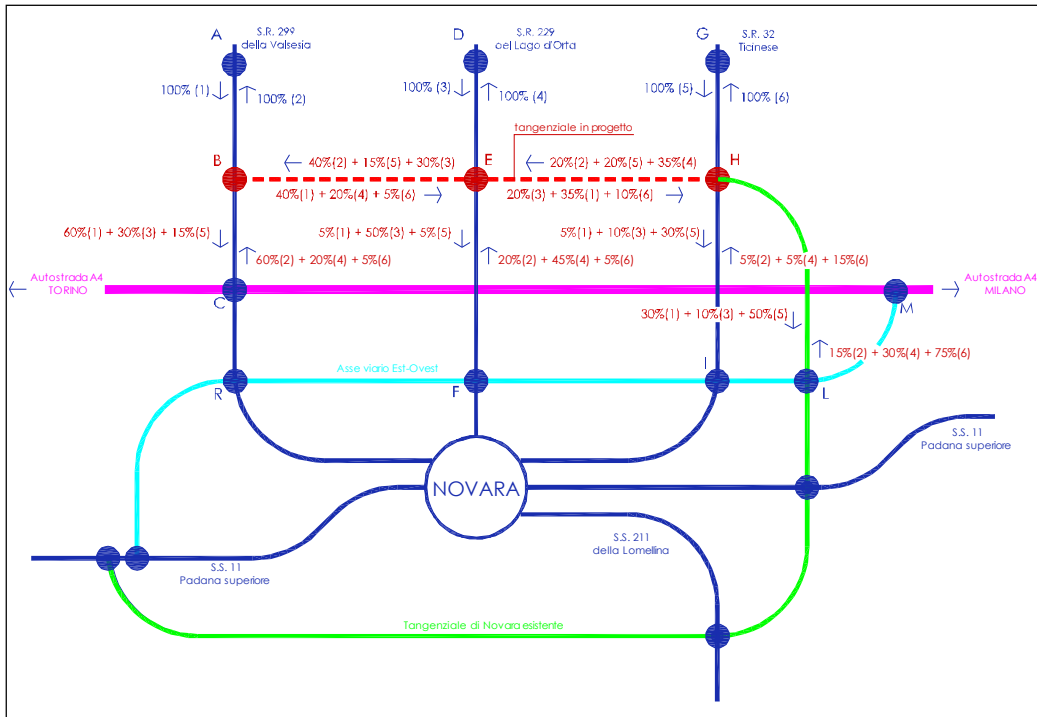 A
S.R. 299
della Valsesia
D
S.R. 229
del Lago d'Orta
G
S.R. 32
Ticinese
100% (1)
100% (2)
100% (3)
100% (4)
100% (5)
100% (6)
tangenziale in progetto
B
40%(2) + 15%(5) + 30%(3)
E
20%(2) + 20%(5) + 35%(4)
H
40%(1) + 20%(4) + 5%(6)
20%(3) + 35%(1) + 10%(6)
60%(1) + 30%(3) + 15%(5)
5%(1) + 50%(3) + 5%(5)
5%(1) + 10%(3) + 30%(5)
60%(2) + 20%(4) + 5%(6)
20%(2) + 45%(4) + 5%(6)
5%(2) + 5%(4) + 15%(6)
Autostrada A4
TORINO
C
Autostrada A4
MILANO
M
30%(1) + 10%(3) + 50%(5)
15%(2) + 30%(4) + 75%(6)
Asse viario Est-Ovest
I
R
F
L
S.S. 11
Padana superiore
NOVARA
S.S. 211
della Lomellina
S.S. 11
Padana superiore
Tangenziale di Novara esistente